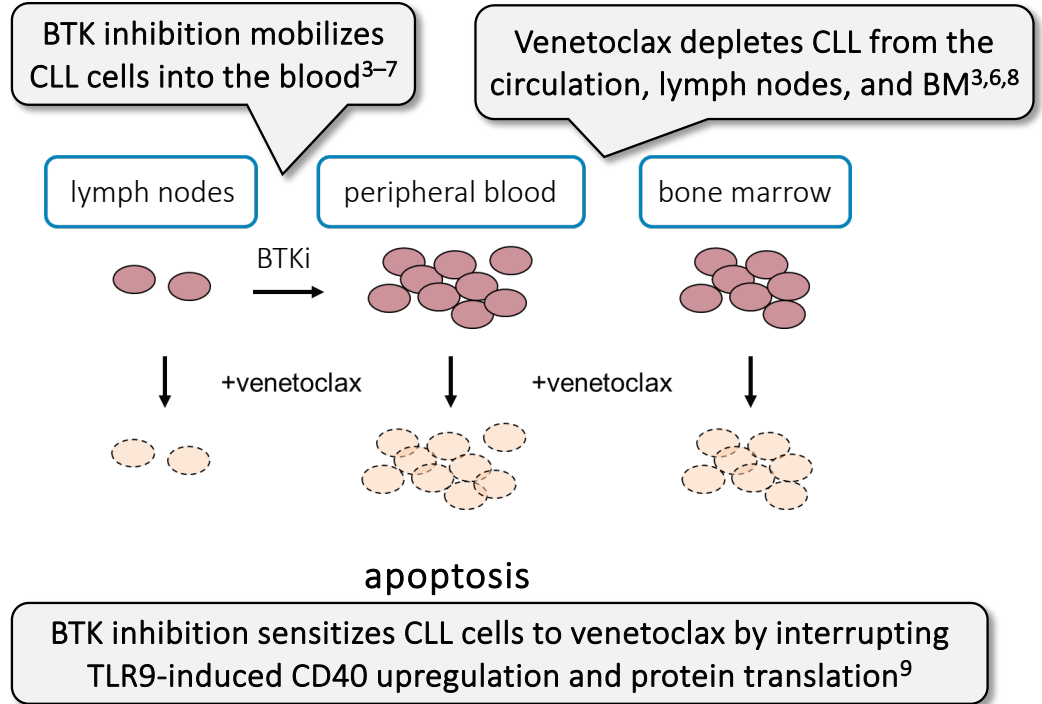 BTK inhibition mobilizes
CLL cells into the blood³⁻⁷
Venetoclax depletes CLL from the
circulation, lymph nodes, and BM³,⁶,⁸
lymph nodes
peripheral blood
bone marrow
BTKi
+venetoclax
+venetoclax
apoptosis
BTK inhibition sensitizes CLL cells to venetoclax by interrupting
TLR9-induced CD40 upregulation and protein translation⁹